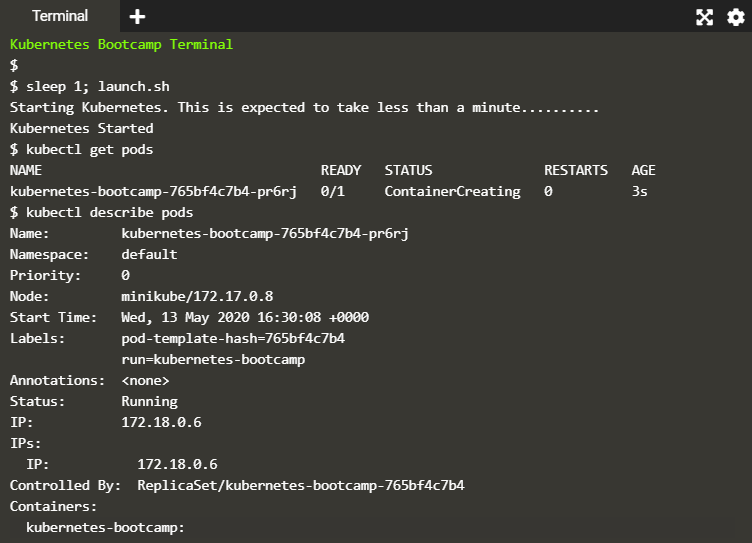 Terminal
Kubernetes Bootcamp Terminal
$
$ sleep 1; launch.sh
Starting Kubernetes. This is expected to take less than a minute..........
Kubernetes Started
$ kubectl get pods
NAME                                   READY   STATUS              RESTARTS   AGE
kubernetes-bootcamp-765bf4c7b4-pr6rj   0/1     ContainerCreating   0          3s
$ kubectl describe pods
Name:         kubernetes-bootcamp-765bf4c7b4-pr6rj
Namespace:    default
Priority:     0
Node:         minikube/172.17.0.8
Start Time:   Wed, 13 May 2020 16:30:08 +0000
Labels:       pod-template-hash=765bf4c7b4
              run=kubernetes-bootcamp
Annotations:  <none>
Status:       Running
IP:           172.18.0.6
IPs:
  IP:           172.18.0.6
Controlled By:  ReplicaSet/kubernetes-bootcamp-765bf4c7b4
Containers:
  kubernetes-bootcamp: